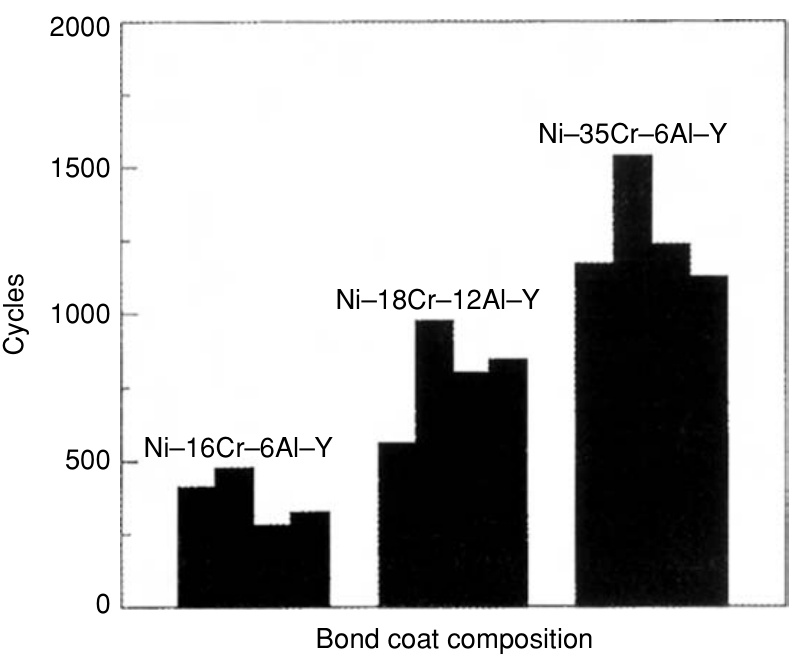 2000
1500
1000
500
0
Cycles
Ni–16Cr–6Al–Y
Ni–18Cr–12Al–Y
Ni–35Cr–6Al–Y
Bond coat composition